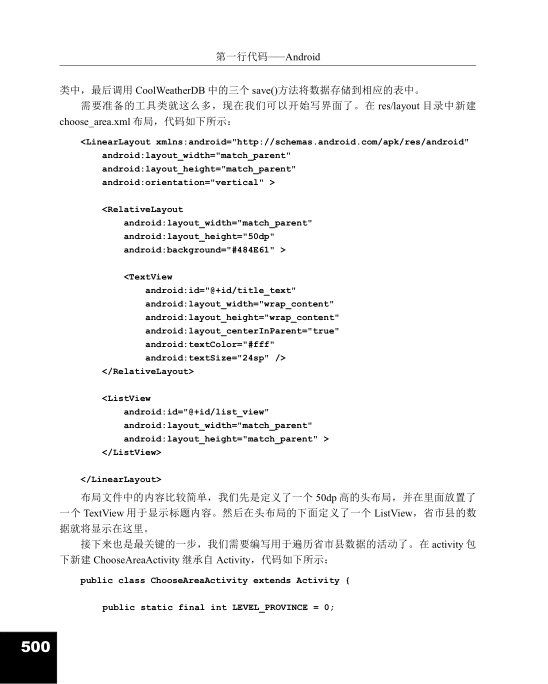 第一行代码——Android
类中，最后调用 CoolWeatherDB 中的三个 save()方法将数据存储到相应的表中。
需要准备的工具类就这么多，现在我们可以开始写界面了。在 res/layout 目录中新建
choose_area.xml 布局，代码如下所示：
<LinearLayout xmlns:android="http://schemas.android.com/apk/res/android"
android:layout_width="match_parent"
android:layout_height="match_parent"
android:orientation="vertical" >
<RelativeLayout
android:layout_width="match_parent"
android:layout_height="50dp"
android:background="#484E61" >
<TextView
android:id="@+id/title_text"
android:layout_width="wrap_content"
android:layout_height="wrap_content"
android:layout_centerInParent="true"
android:textColor="#fff"
android:textSize="24sp" />
</RelativeLayout>
<ListView
android:id="@+id/list_view"
android:layout_width="match_parent"
android:layout_height="match_parent" >
</ListView>
</LinearLayout>
布局文件中的内容比较简单，我们先是定义了一个 50dp 高的头布局，并在里面放置了
一个 TextView 用于显示标题内容。然后在头布局的下面定义了一个 ListView，省市县的数
据就将显示在这里。
接下来也是最关键的一步，我们需要编写用于遍历省市县数据的活动了。在 activity 包
下新建 ChooseAreaActivity 继承自 Activity，代码如下所示：
public class ChooseAreaActivity extends Activity {
public static final int LEVEL_PROVINCE = 0;
500